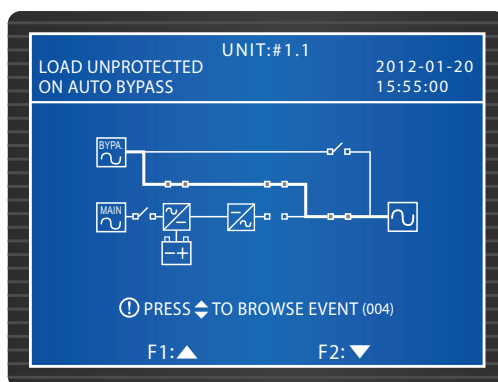 UNIT:#1.1
LOAD UNPROTECTED
ON AUTO BYPASS
2012-01-20
15:55:00
BYPA.
MAIN
PRESS TO BROWSE EVENT (004)
F1:
F2: